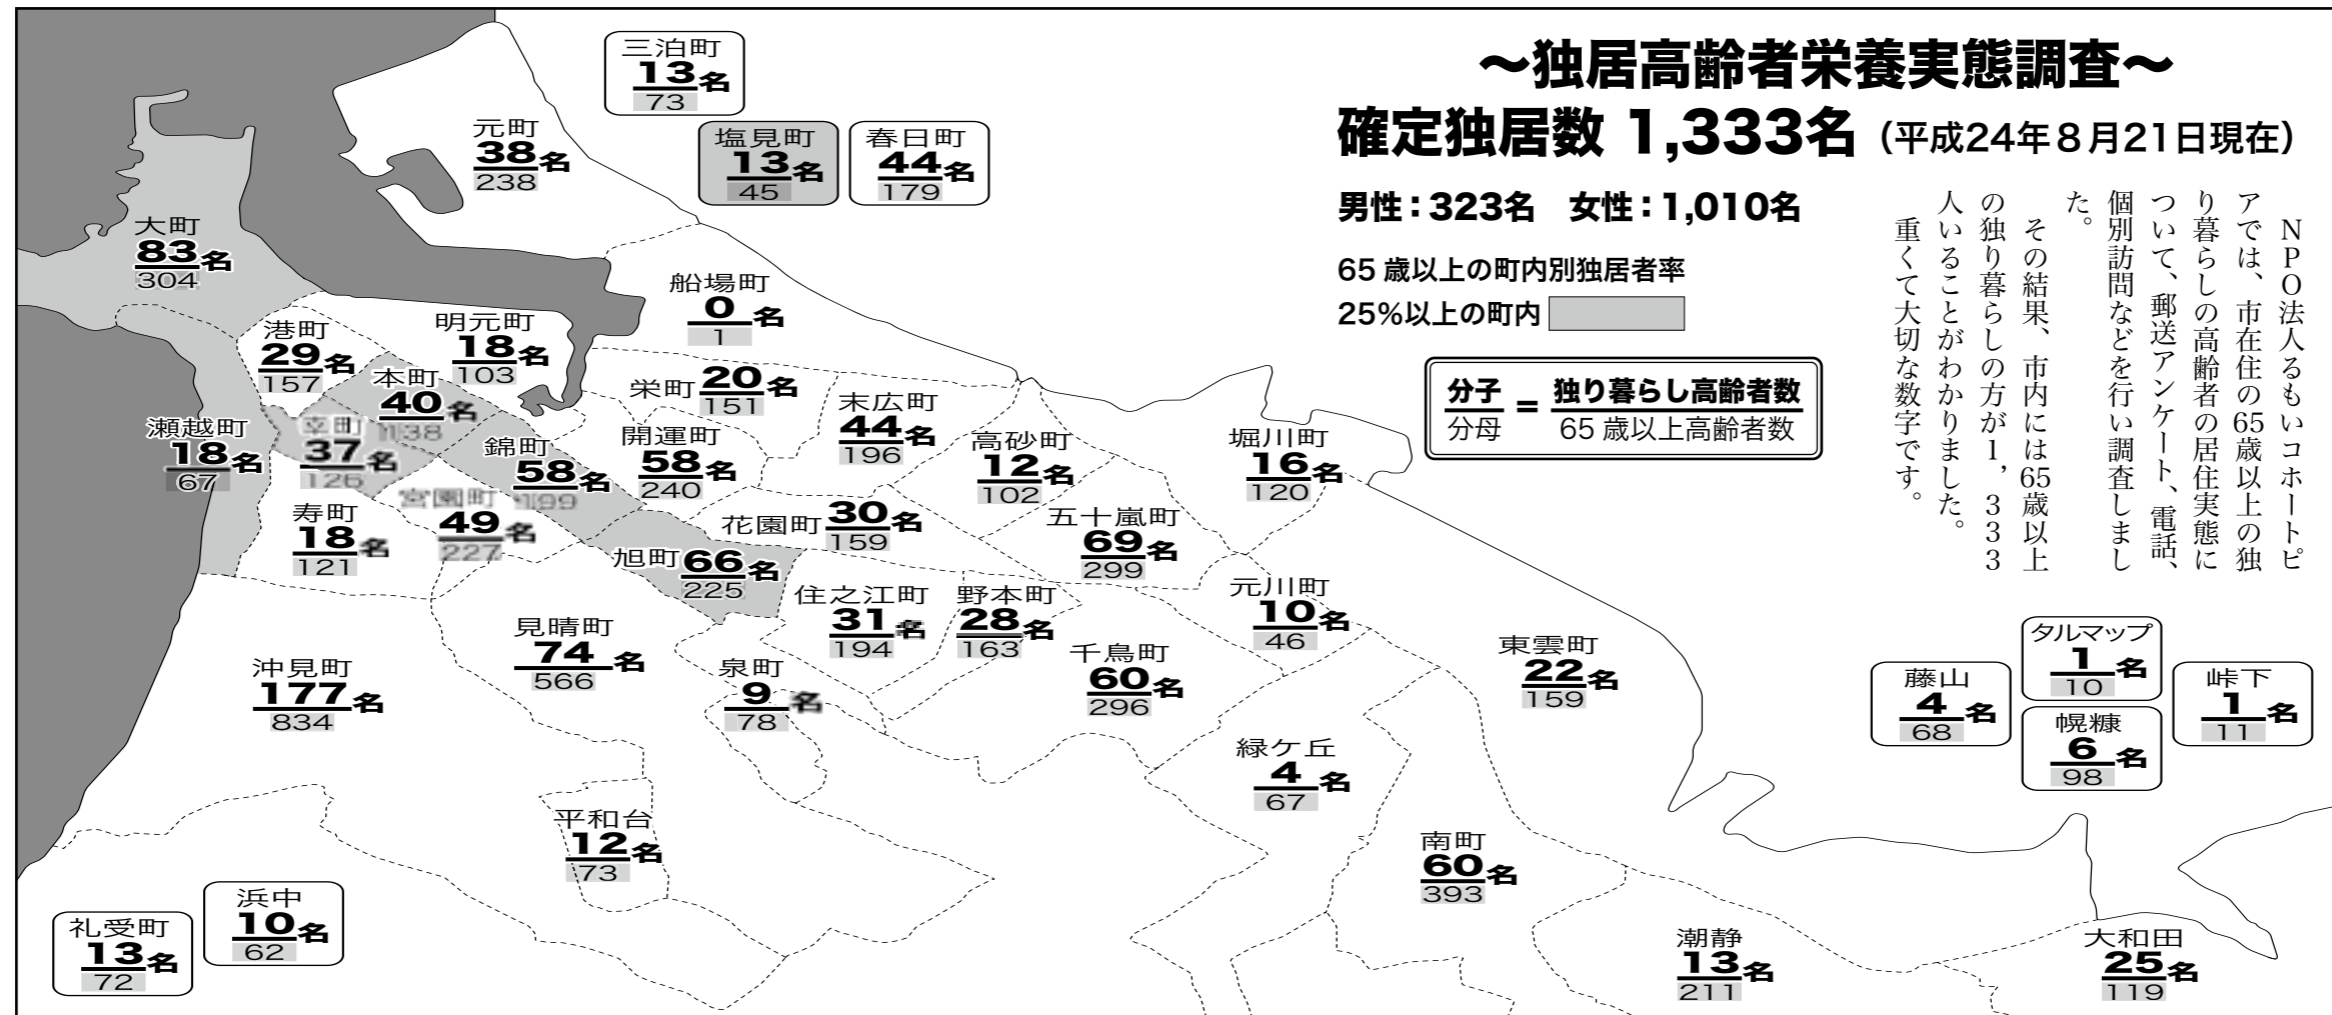 ～独居高齢者栄養実態調査～
確定独居数 1,333名（平成24年8月21日現在）
男性：323名　女性：1,010名
65歳以上の町内別独居者率
25%以上の町内
分子
分母
=
独り暮らし高齢者数
65歳以上高齢者数
　ＮＰＯ法人るもいコホートピ
アでは、市在住の65歳以上の独
り暮らしの高齢者の居住実態に
ついて、郵送アンケート、電話、
個別訪問などを行い調査しまし
た。
　その結果、市内には65歳以上
の独り暮らしの方が１，３３３
人いることがわかりました。
　重くて大切な数字です。
三泊町
13名
73
塩見町
13名
45
春日町
44名
179
元町
38名
238
大町
83名
304
船場町
0名
1
港町
29名
157
明元町
18名
103
本町
40名
138
栄町 20名
151
末広町
44名
196
瀬越町
18名
67
幸町
37名
126
錦町
58名
199
開運町
58名
240
高砂町
12名
102
堀川町
16名
120
宮園町
49名
227
寿町
18名
121
花園町 30名
159
五十嵐町
69名
299
旭町 66名
225
住之江町
31名
194
野本町
28名
163
元川町
10名
46
見晴町
74名
566
泉町
9名
78
千鳥町
60名
296
東雲町
22名
159
沖見町
177名
834
緑ケ丘
4名
67
平和台
12名
73
南町
60名
393
藤山
4名
68
タルマップ
1名
10
幌糠
6名
98
峠下
1名
11
礼受町
13名
72
浜中
10名
62
潮静
13名
211
大和田
25名
119